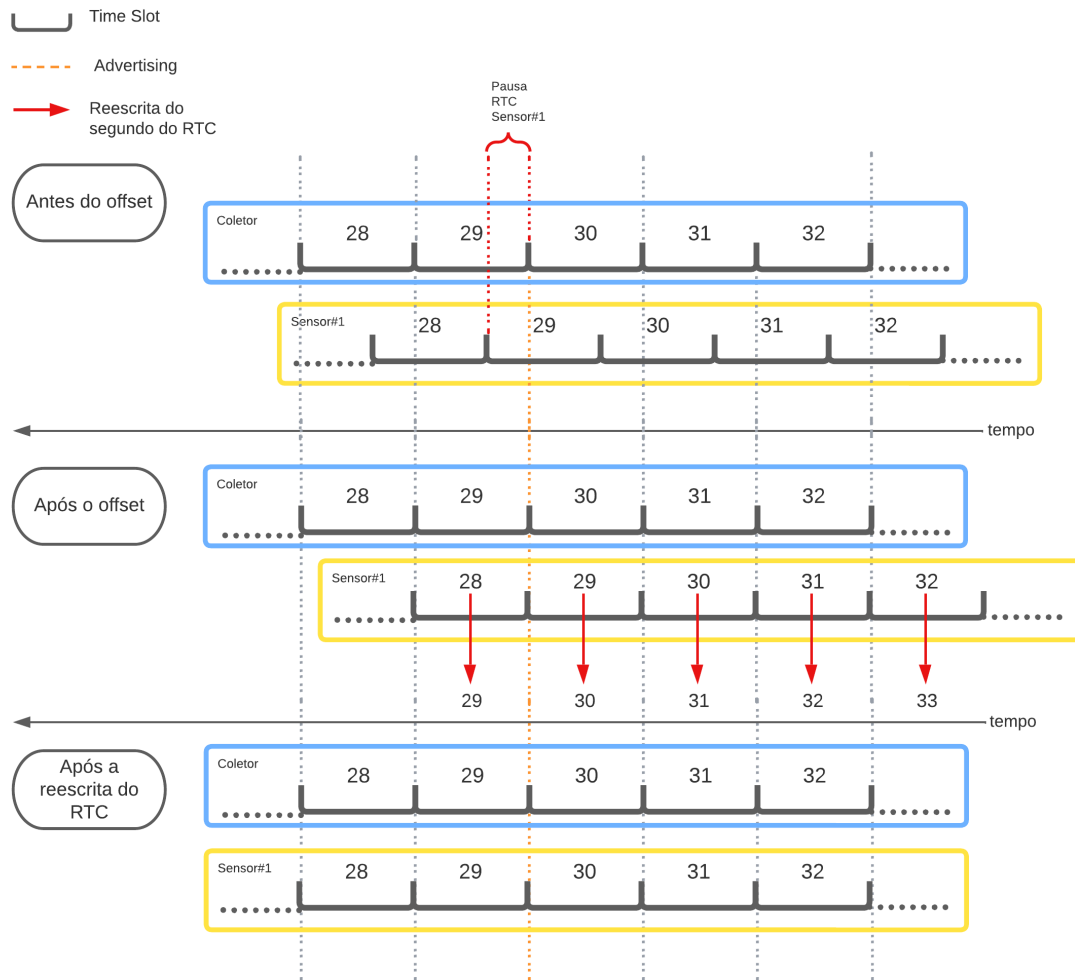 Time Slot
Advertising
Reescrita do
segundo do RTC
Pausa
RTC
Sensor#1
Antes do offset
Coletor
28 29 30 31 32
Sensor#1
28 29 30 31 32
tempo
Após o offset
Coletor
28 29 30 31 32
Sensor#1
28 29 30 31 32
29 30 31 32 33
tempo
Após a
reescrita do
RTC
Coletor
28 29 30 31 32
Sensor#1
28 29 30 31 32